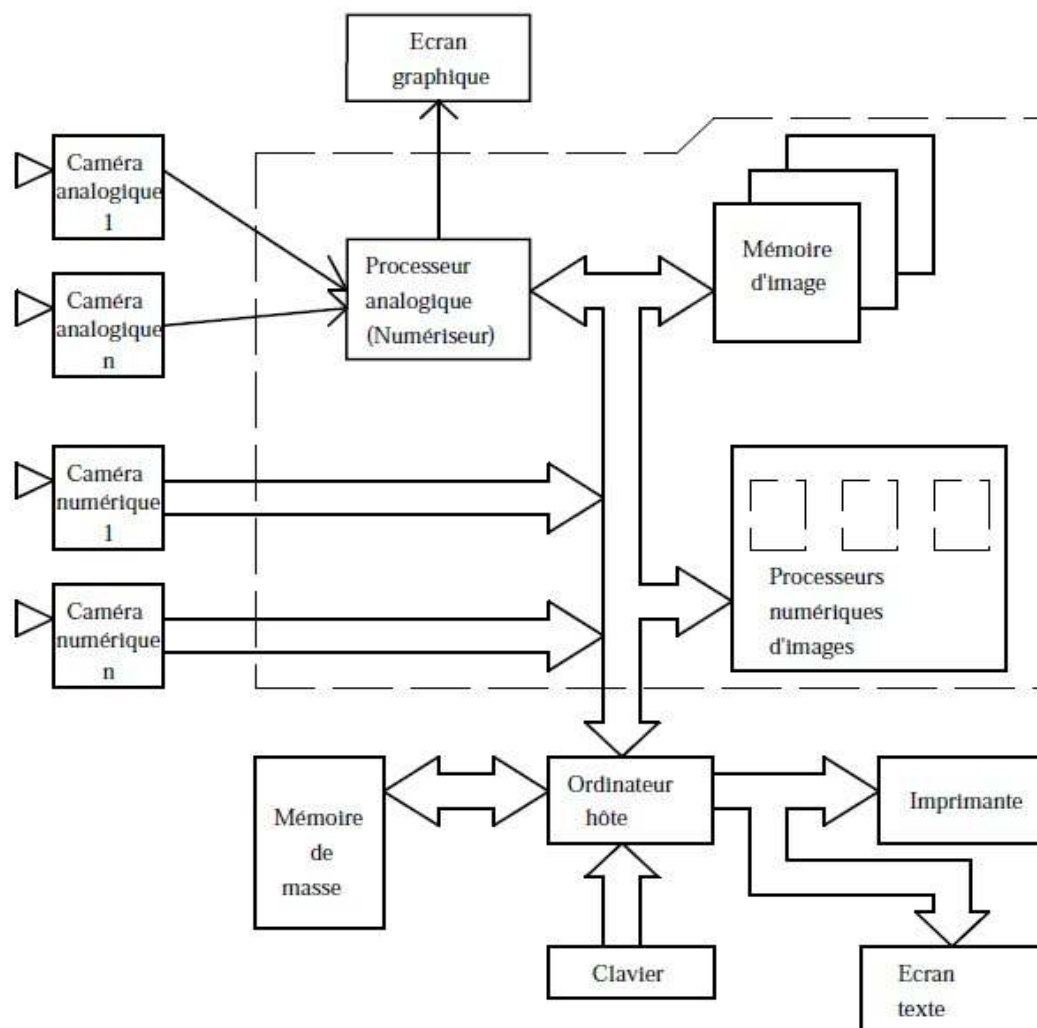 Ecran
graphique
Caméra
analogique
1
Caméra
analogique
n
Processeur
analogique
(Numériseur)
Mémoire
d'image
Caméra
numérique
1
Caméra
numérique
n
Processeurs
numériques
d'images
Mémoire
de
masse
Ordinateur
hôte
Imprimante
Clavier
Ecran
texte